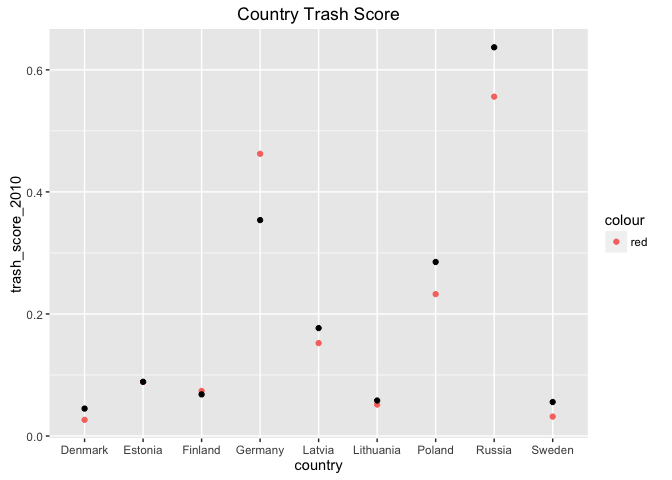 Country Trash Score
trash_score_2010
0.6
0.4
0.2
0.0
Denmark Estonia Finland Germany Latvia Lithuania Poland Russia Sweden
country
colour
red